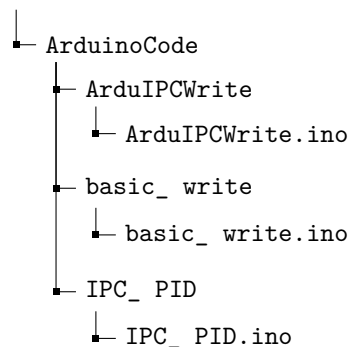 ArduinoCode
ArduIPCWrite
ArduIPCWrite.ino
basic_ write
basic_ write.ino
IPC_ PID
IPC_ PID.ino